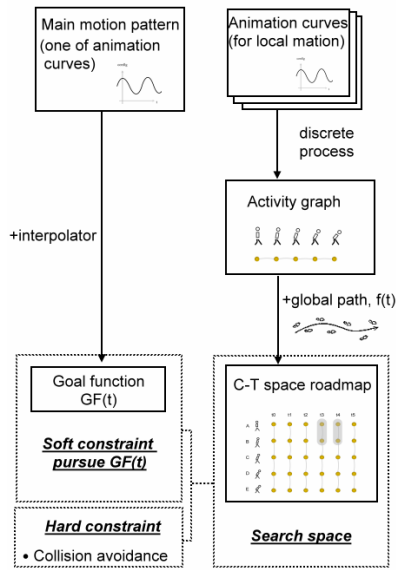 Main motion pattern
(one of animation
curves)
Animation curves
(for local mation)
discrete
process
Activity graph
+interpolator
+global path, f(t)
Goal function
GF(t)
Soft constraint
pursue GF(t)
Hard constraint
• Collision avoidance
C-T space roadmap
t0 t1 t2 t3 t4 t5
A
B
C
D
E
Search space